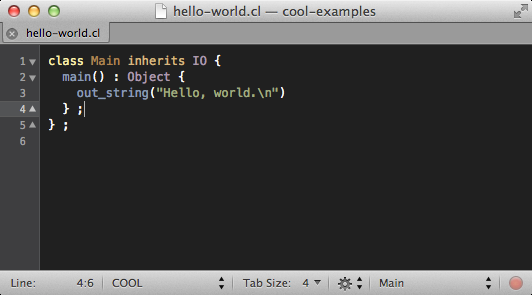 hello-world.cl — cool-examples
hello-world.cl
1 class Main inherits IO {
2 main() : Object {
3 out_string("Hello, world.\n")
4 } ;
5 } ;
6
Line: 4:6 COOL Tab Size: 4 Main